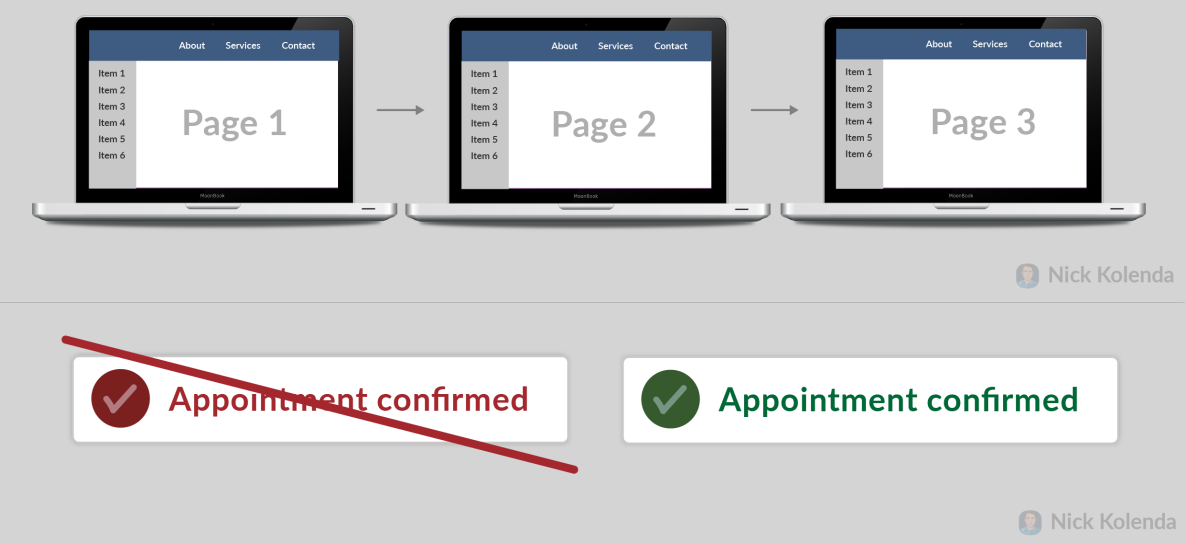 About Services Contact
Item 1
Item 2
Item 3
Item 4
Item 5
Item 6
Page 1
MoonBook
About Services Contact
Item 1
Item 2
Item 3
Item 4
Item 5
Item 6
Page 2
MoonBook
About Services Contact
Item 1
Item 2
Item 3
Item 4
Item 5
Item 6
Page 3
MoonBook
Nick Kolenda
Appointment confirmed
Appointment confirmed
Nick Kolenda